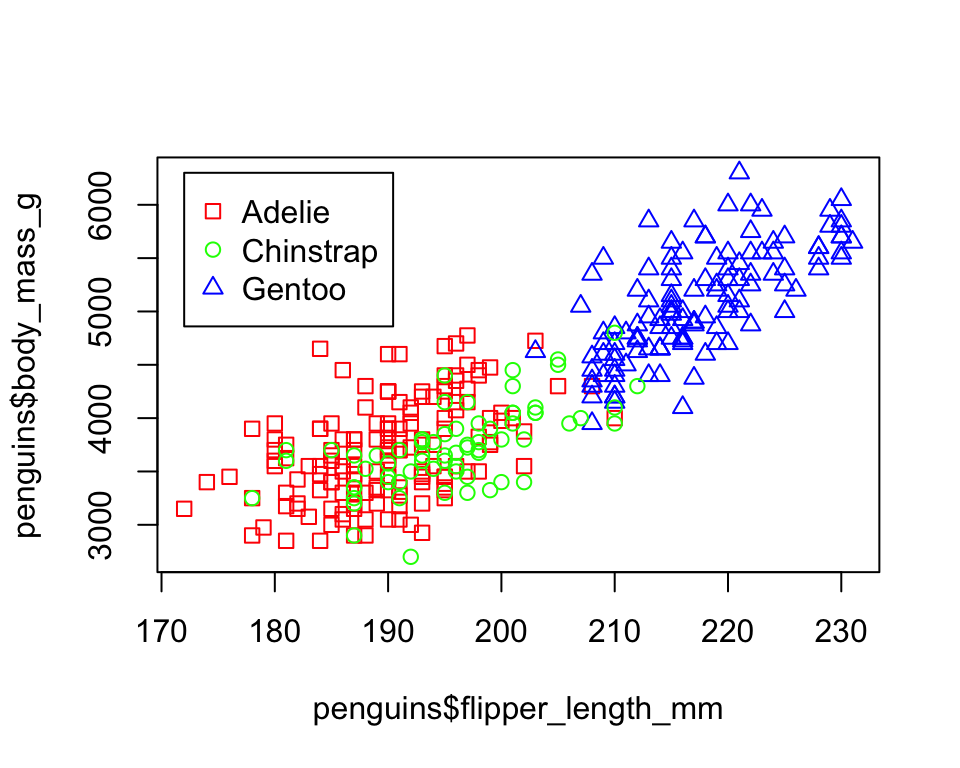 Adelie
Chinstrap
Gentoo
penguins$body_mass_g
6000
5000
4000
3000
170 180 190 200 210 220 230
penguins$flipper_length_mm